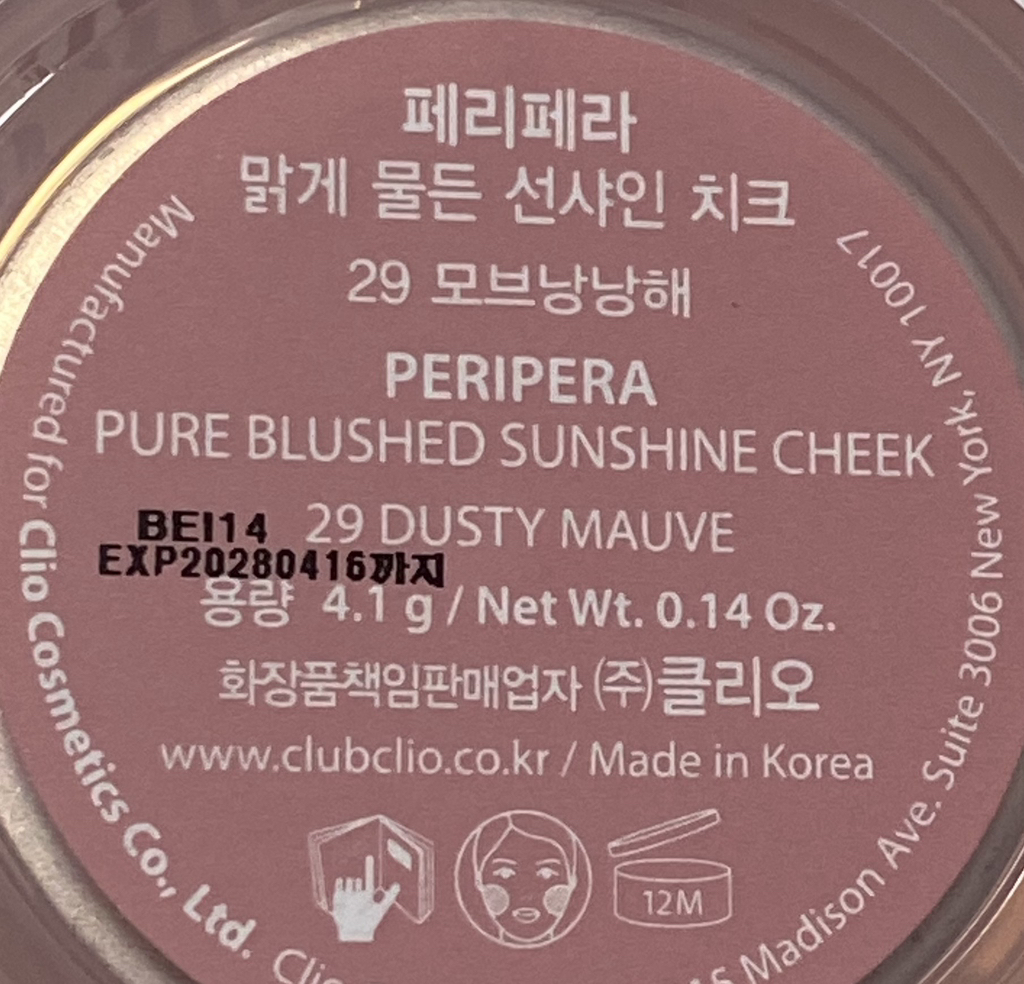 페리페라
맑게 물든 선샤인 치크
29 모브낭낭해
PERIPERA
PURE BLUSHED SUNSHINE CHEEK
29 DUSTY MAUVE
BEI14
EXP20280416까지
용량 4.1 g / Net Wt. 0.14 Oz.
화장품책임판매업자 (주)클리오
www.clubclio.co.kr / Made in Korea
12M
Manufactured for Clio Cosmetics Co., Ltd.
Madison Ave. Suite 3006 New York, NY 10017